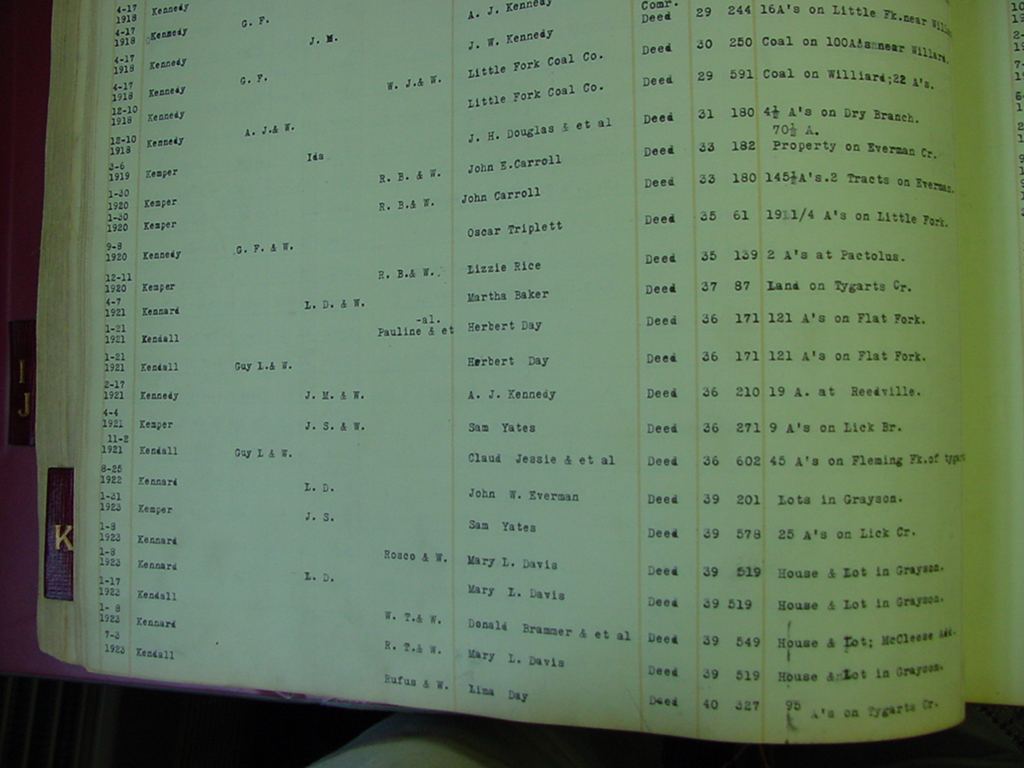 4-17 1918 Kennedy
4-17 1918 Kennedy G. F.
4-17 1918 Kennedy J. M. A. J. Kennedy
4-17 1918 Kennedy G. F. J. W. Kennedy Comr. Deed 29 244 16A's on Little Fk.near
12-10 1918 Kennedy W. J.& W. Little Fork Coal Co. Deed 30 250 Coal on 100A's near Willard.
12-10 1918 Kennedy A. J.& W. Little Fork Coal Co. Deed 29 591 Coal on Williard;22 A's.
3-6 1919 Kemper Ida J. H. Douglas & et al Deed 31 180 4½ A's on Dry Branch.
70½ A.
1-30 1920 Kemper R. B. & W. John E.Carroll Deed 33 182 Property on Everman Cr.
1-30 1920 Kemper R. B.& W. John Carroll Deed 33 180 145½A's.2 Tracts on Everman.
9-8 1920 Kennedy G. F. & W. Oscar Triplett Deed 35 61 19 1/4 A's on Little Fork.
12-11 1920 Kemper R. B.& W. Lizzie Rice Deed 35 139 2 A's at Pactolus.
4-7 1921 Kennard L. D. & W. Martha Baker Deed 37 87 Land on Tygarts Cr.
-al.
1-21 1921 Kendall Pauline & et Herbert Day Deed 36 171 121 A's on Flat Fork.
1-21 1921 Kendall Guy L.& W. Herbert Day Deed 36 171 121 A's on Flat Fork.
2-17 1921 Kennedy J. M. & W. A. J. Kennedy Deed 36 210 19 A. at Reedville.
4-4 1921 Kemper J. S. & W. Sam Yates Deed 36 271 9 A's on Lick Br.
11-2 1921 Kendall Guy L & W. Claud Jessie & et al Deed 36 602 45 A's on Fleming Fk.of
8-25 1922 Kennard L. D. John W. Everman Deed 39 201 Lots in Grayson.
1-31 1923 Kemper J. S. Sam Yates Deed 39 578 25 A's on Lick Cr.
1-8 1923 Kennard Rosco & W. Mary L. Davis Deed 39 519 House & Lot in Grayson.
1-8 1923 Kennard L. D. Mary L. Davis Deed 39 519 House & Lot in Grayson.
1-17 1923 Kendall W. T.& W. Donald Brammer & et al Deed 39 549 House & Lot; McCleese Add.
1-8 1923 Kennard R. T.& W. Mary L. Davis Deed 39 519 House & Lot in Grayson.
7-3 1923 Kendall Rufus & W. Lina Day Deed 40 327 95 A's on Tygarts Cr.
I
J
K